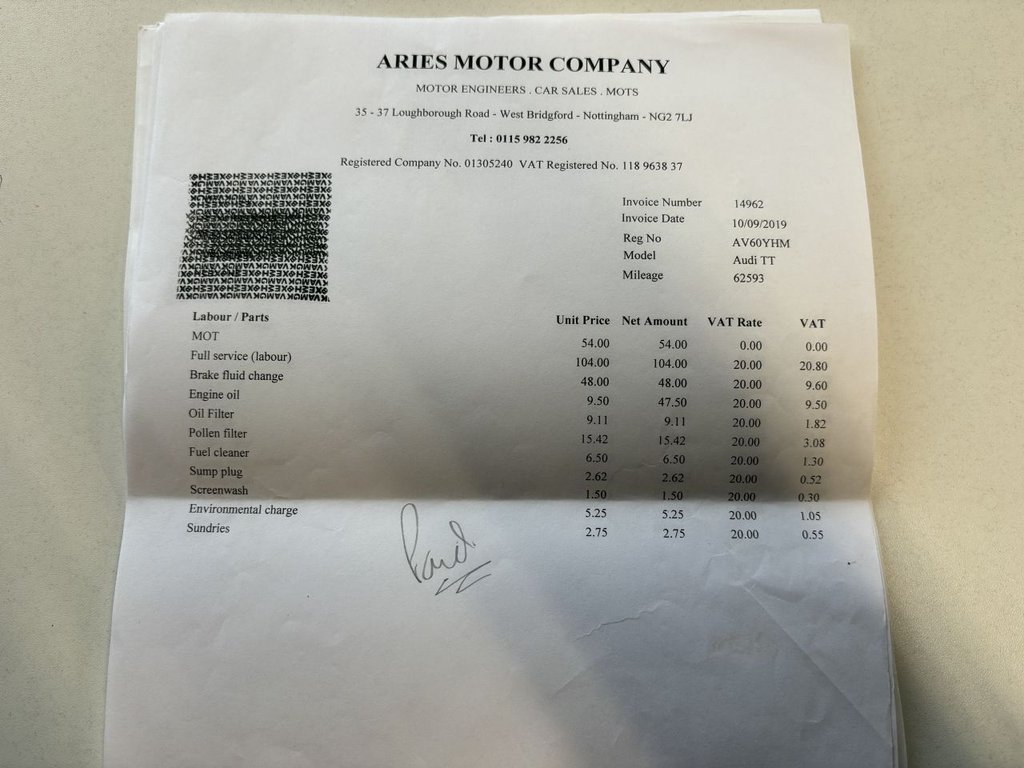 ARIES MOTOR COMPANY
MOTOR ENGINEERS . CAR SALES . MOTS
35 - 37 Loughborough Road - West Bridgford - Nottingham - NG2 7LJ
Tel : 0115 982 2256
Registered Company No. 01305240 VAT Registered No. 118 9638 37
Invoice Number 14962
Invoice Date 10/09/2019
Reg No AV60YHM
Model Audi TT
Mileage 62593
Labour / Parts Unit Price Net Amount VAT Rate VAT
MOT 54.00 54.00 0.00 0.00
Full service (labour) 104.00 104.00 20.00 20.80
Brake fluid change 48.00 48.00 20.00 9.60
Engine oil 9.50 47.50 20.00 9.50
Oil Filter 9.11 9.11 20.00 1.82
Pollen filter 15.42 15.42 20.00 3.08
Fuel cleaner 6.50 6.50 20.00 1.30
Sump plug 2.62 2.62 20.00 0.52
Screenwash 1.50 1.50 20.00 0.30
Environmental charge 5.25 5.25 20.00 1.05
Sundries 2.75 2.75 20.00 0.55
Paid